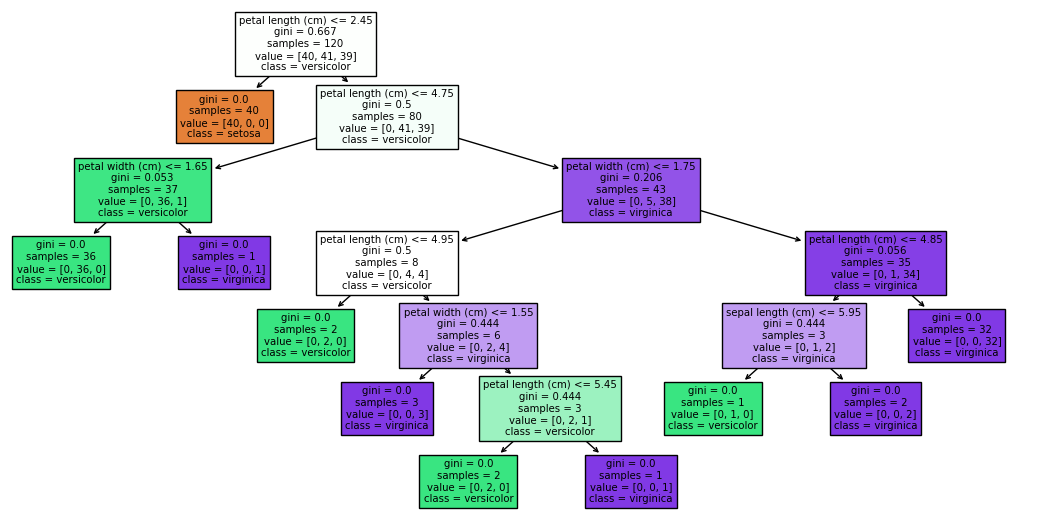 petal length (cm) <= 2.45
gini = 0.667
samples = 120
value = [40, 41, 39]
class = versicolor
gini = 0.0
samples = 40
value = [40, 0, 0]
class = setosa
petal length (cm) <= 4.75
gini = 0.5
samples = 80
value = [0, 41, 39]
class = versicolor
petal width (cm) <= 1.65
gini = 0.053
samples = 37
value = [0, 36, 1]
class = versicolor
petal width (cm) <= 1.75
gini = 0.206
samples = 43
value = [0, 5, 38]
class = virginica
gini = 0.0
samples = 36
value = [0, 36, 0]
class = versicolor
gini = 0.0
samples = 1
value = [0, 0, 1]
class = virginica
petal length (cm) <= 4.95
gini = 0.5
samples = 8
value = [0, 4, 4]
class = versicolor
petal length (cm) <= 4.85
gini = 0.056
samples = 35
value = [0, 1, 34]
class = virginica
gini = 0.0
samples = 2
value = [0, 2, 0]
class = versicolor
petal width (cm) <= 1.55
gini = 0.444
samples = 6
value = [0, 2, 4]
class = virginica
sepal length (cm) <= 5.95
gini = 0.444
samples = 3
value = [0, 1, 2]
class = virginica
gini = 0.0
samples = 32
value = [0, 0, 32]
class = virginica
gini = 0.0
samples = 3
value = [0, 0, 3]
class = virginica
petal length (cm) <= 5.45
gini = 0.444
samples = 3
value = [0, 2, 1]
class = versicolor
gini = 0.0
samples = 1
value = [0, 1, 0]
class = versicolor
gini = 0.0
samples = 2
value = [0, 0, 2]
class = virginica
gini = 0.0
samples = 2
value = [0, 2, 0]
class = versicolor
gini = 0.0
samples = 1
value = [0, 0, 1]
class = virginica